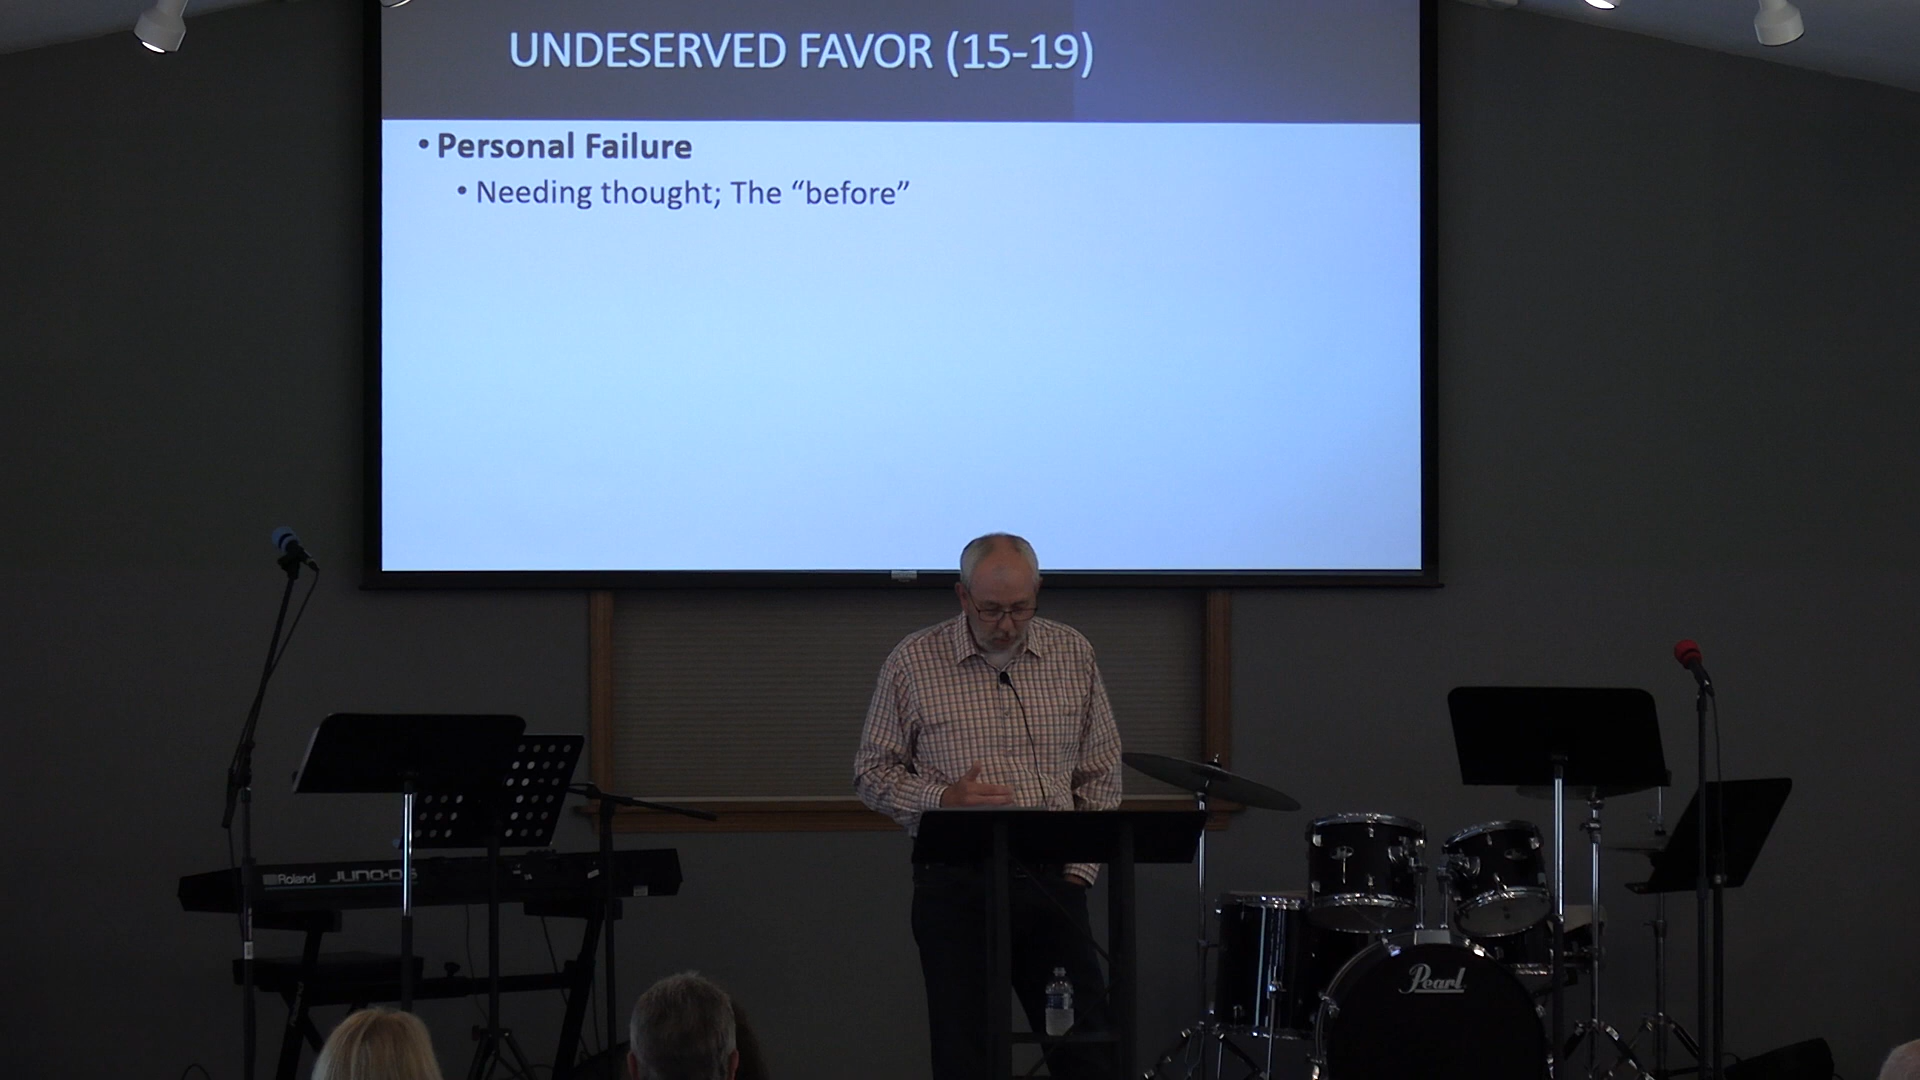 UNDESERVED FAVOR (15-19)
• Personal Failure
• Needing thought; The “before”
Roland JUNO-DS
Pearl